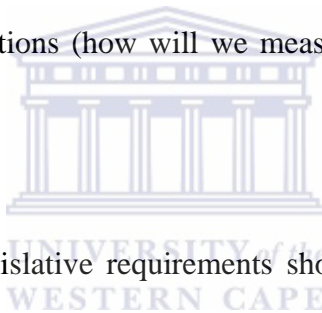 tions (how will we meas
UNIVERSITY of the
islative requirements sho
WESTERN CAPE